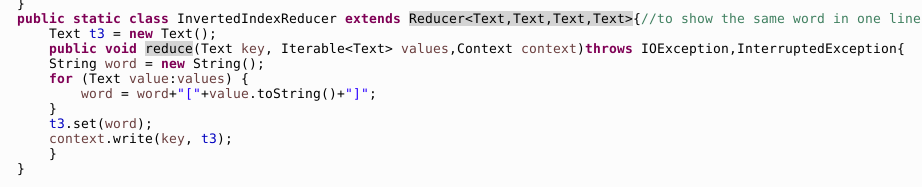 }
public static class InvertedIndexReducer extends Reducer<Text,Text,Text,Text>{//to show the same word in one line
Text t3 = new Text();
public void reduce(Text key, Iterable<Text> values,Context context)throws IOException,InterruptedException{
String word = new String();
for (Text value:values) {
word = word+"["+value.toString()+"]";
}
t3.set(word);
context.write(key, t3);
}
}